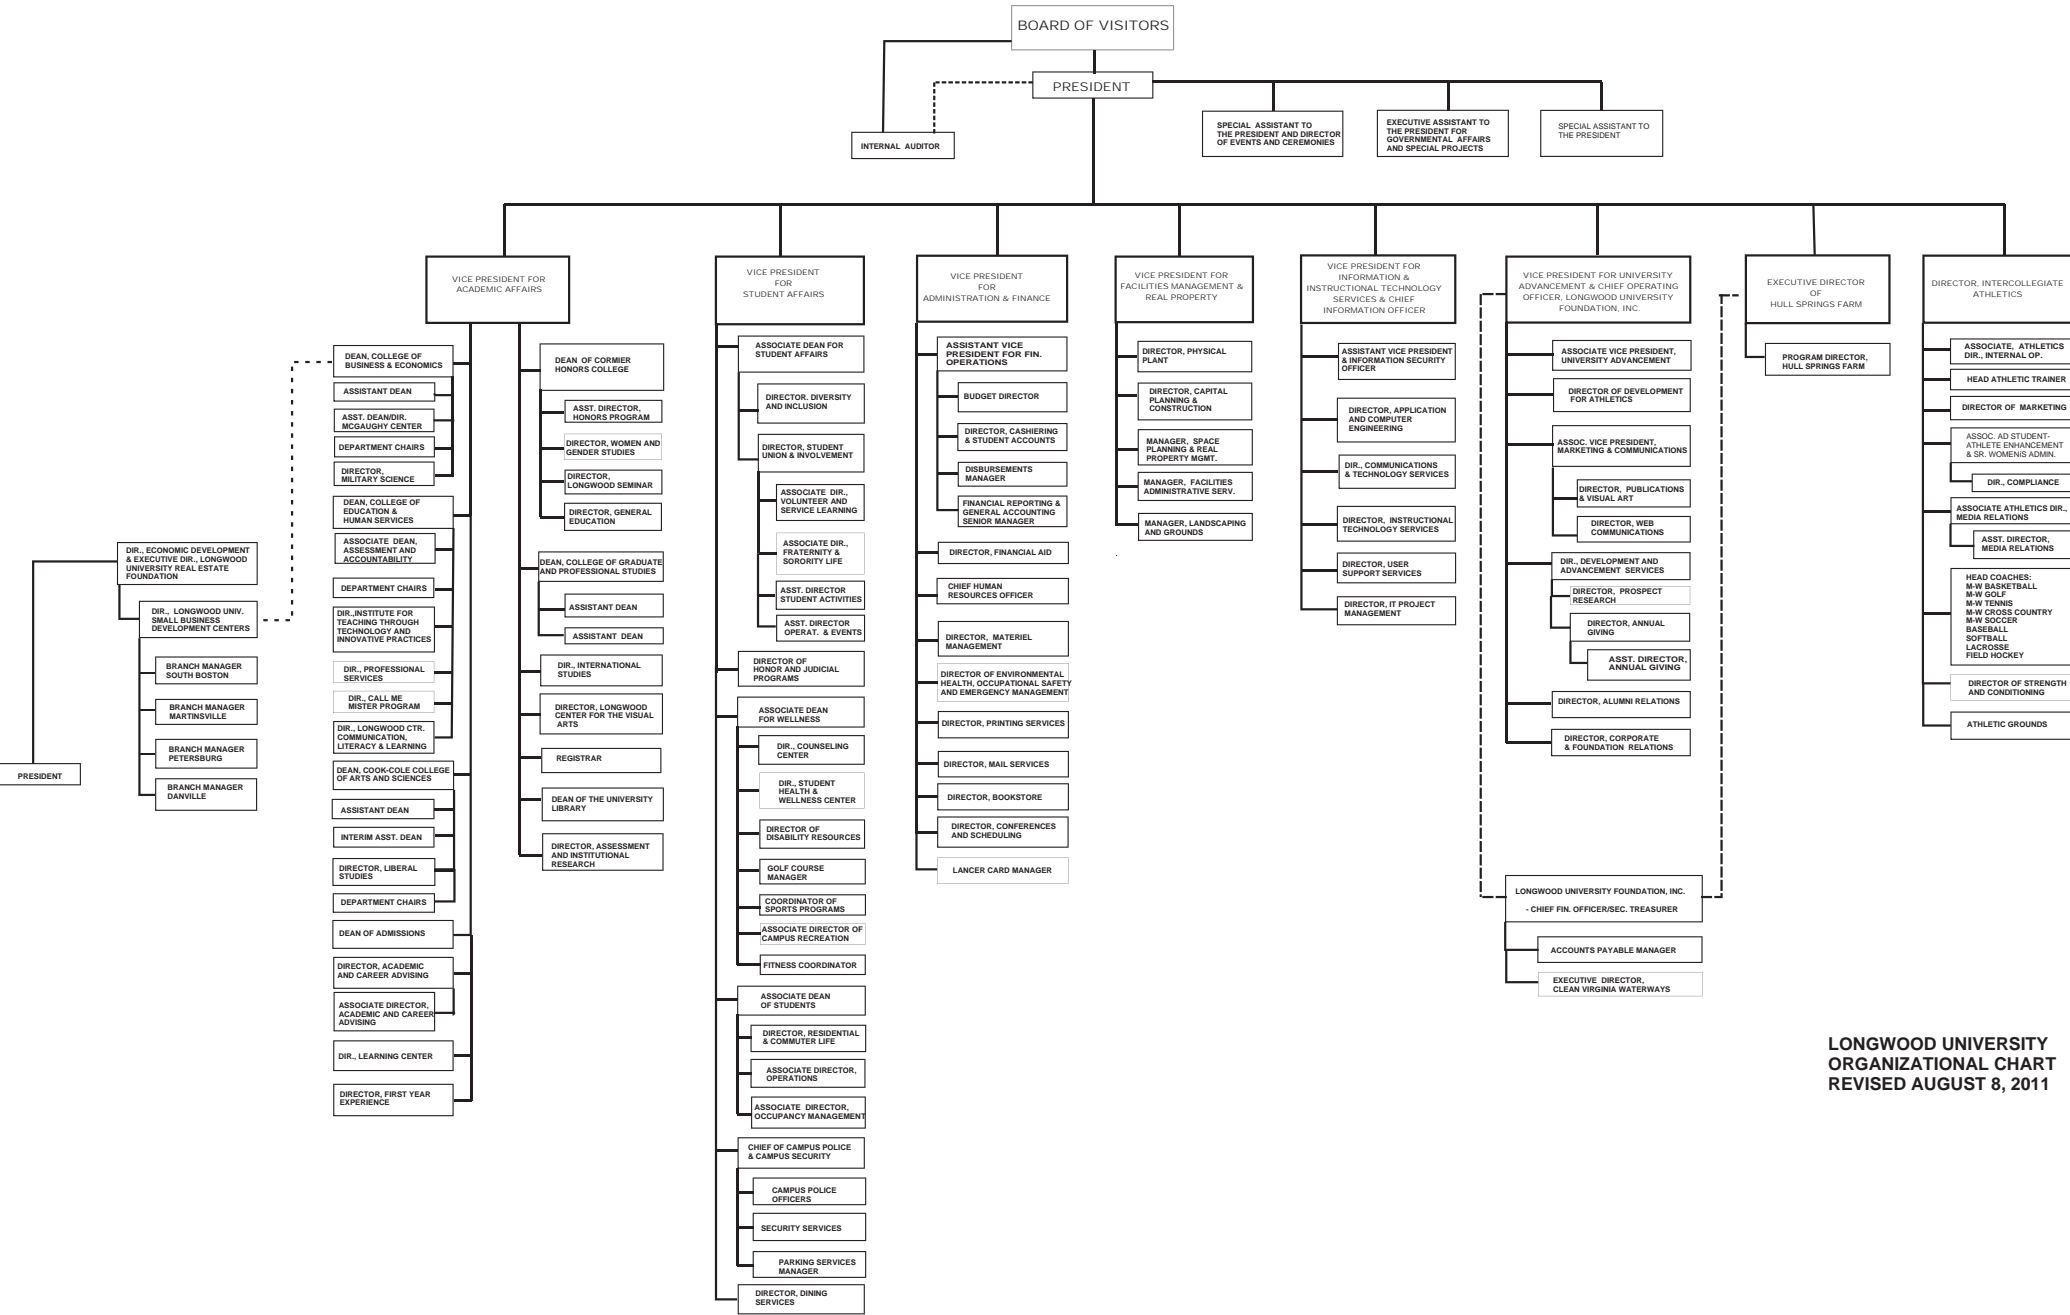 BOARD OF VISITORS
PRESIDENT
INTERNAL AUDITOR
SPECIAL ASSISTANT TO
THE PRESIDENT AND DIRECTOR
OF EVENTS AND CEREMONIES
EXECUTIVE ASSISTANT TO
THE PRESIDENT FOR
GOVERNMENTAL AFFAIRS
AND SPECIAL PROJECTS
SPECIAL ASSISTANT TO
THE PRESIDENT
PRESIDENT
DIR., ECONOMIC DEVELOPMENT
& EXECUTIVE DIR., LONGWOOD
UNIVERSITY REAL ESTATE
FOUNDATION
DIR., LONGWOOD UNIV.
SMALL BUSINESS
DEVELOPMENT CENTERS
BRANCH MANAGER
SOUTH BOSTON
BRANCH MANAGER
MARTINSVILLE
BRANCH MANAGER
PETERSBURG
BRANCH MANAGER
DANVILLE
VICE PRESIDENT FOR
ACADEMIC AFFAIRS
DEAN, COLLEGE OF
BUSINESS & ECONOMICS
ASSISTANT DEAN
ASST. DEAN/DIR.
MCGAUGHY CENTER
DEPARTMENT CHAIRS
DIRECTOR,
MILITARY SCIENCE
DEAN, COLLEGE OF
EDUCATION &
HUMAN SERVICES
ASSOCIATE DEAN,
ASSESSMENT AND
ACCOUNTABILITY
DEPARTMENT CHAIRS
DIR.,INSTITUTE FOR
TEACHING THROUGH
TECHNOLOGY AND
INNOVATIVE PRACTICES
DIR., PROFESSIONAL
SERVICES
DIR., CALL ME
MISTER PROGRAM
DIR., LONGWOOD CTR.
COMMUNICATION,
LITERACY & LEARNING
DEAN, COOK-COLE COLLEGE
OF ARTS AND SCIENCES
ASSISTANT DEAN
INTERIM ASST. DEAN
DIRECTOR, LIBERAL
STUDIES
DEPARTMENT CHAIRS
DEAN OF ADMISSIONS
DIRECTOR, ACADEMIC
AND CAREER ADVISING
ASSOCIATE DIRECTOR,
ACADEMIC AND CAREER
ADVISING
DIR., LEARNING CENTER
DIRECTOR, FIRST YEAR
EXPERIENCE
DEAN OF CORMIER
HONORS COLLEGE
ASST. DIRECTOR,
HONORS PROGRAM
DIRECTOR, WOMEN AND
GENDER STUDIES
DIRECTOR,
LONGWOOD SEMINAR
DIRECTOR, GENERAL
EDUCATION
DEAN, COLLEGE OF GRADUATE
AND PROFESSIONAL STUDIES
ASSISTANT DEAN
ASSISTANT DEAN
DIR., INTERNATIONAL
STUDIES
DIRECTOR, LONGWOOD
CENTER FOR THE VISUAL
ARTS
REGISTRAR
DEAN OF THE UNIVERSITY
LIBRARY
DIRECTOR, ASSESSMENT
AND INSTITUTIONAL
RESEARCH
VICE PRESIDENT
FOR
STUDENT AFFAIRS
ASSOCIATE DEAN FOR
STUDENT AFFAIRS
DIRECTOR. DIVERSITY
AND INCLUSION
DIRECTOR, STUDENT
UNION & INVOLVEMENT
ASSOCIATE DIR.,
VOLUNTEER AND
SERVICE LEARNING
ASSOCIATE DIR.,
FRATERNITY &
SORORITY LIFE
ASST. DIRECTOR
STUDENT ACTIVITIES
ASST. DIRECTOR
OPERAT. & EVENTS
DIRECTOR OF
HONOR AND JUDICIAL
PROGRAMS
ASSOCIATE DEAN
FOR WELLNESS
DIR., COUNSELING
CENTER
DIR., STUDENT
HEALTH &
WELLNESS CENTER
DIRECTOR OF
DISABILITY RESOURCES
GOLF COURSE
MANAGER
COORDINATOR OF
SPORTS PROGRAMS
ASSOCIATE DIRECTOR OF
CAMPUS RECREATION
FITNESS COORDINATOR
ASSOCIATE DEAN
OF STUDENTS
DIRECTOR, RESIDENTIAL
& COMMUTER LIFE
ASSOCIATE DIRECTOR,
OPERATIONS
ASSOCIATE DIRECTOR,
OCCUPANCY MANAGEMENT
CHIEF OF CAMPUS POLICE
& CAMPUS SECURITY
CAMPUS POLICE
OFFICERS
SECURITY SERVICES
PARKING SERVICES
MANAGER
DIRECTOR, DINING
SERVICES
VICE PRESIDENT
FOR
ADMINISTRATION & FINANCE
ASSISTANT VICE
PRESIDENT FOR FIN.
OPERATIONS
BUDGET DIRECTOR
DIRECTOR, CASHIERING
& STUDENT ACCOUNTS
DISBURSEMENTS
MANAGER
FINANCIAL REPORTING &
GENERAL ACCOUNTING
SENIOR MANAGER
DIRECTOR, FINANCIAL AID
CHIEF HUMAN
RESOURCES OFFICER
DIRECTOR, MATERIEL
MANAGEMENT
DIRECTOR OF ENVIRONMENTAL
HEALTH, OCCUPATIONAL SAFETY
AND EMERGENCY MANAGEMENT
DIRECTOR, PRINTING SERVICES
DIRECTOR, MAIL SERVICES
DIRECTOR, BOOKSTORE
DIRECTOR, CONFERENCES
AND SCHEDULING
LANCER CARD MANAGER
VICE PRESIDENT FOR
FACILITIES MANAGEMENT &
REAL PROPERTY
DIRECTOR, PHYSICAL
PLANT
DIRECTOR, CAPITAL
PLANNING &
CONSTRUCTION
MANAGER, SPACE
PLANNING & REAL
PROPERTY MGMT.
MANAGER, FACILITIES
ADMINISTRATIVE SERV.
MANAGER, LANDSCAPING
AND GROUNDS
VICE PRESIDENT FOR
INFORMATION &
INSTRUCTIONAL TECHNOLOGY
SERVICES & CHIEF
INFORMATION OFFICER
ASSISTANT VICE PRESIDENT
& INFORMATION SECURITY
OFFICER
DIRECTOR, APPLICATION
AND COMPUTER
ENGINEERING
DIR., COMMUNICATIONS
& TECHNOLOGY SERVICES
DIRECTOR, INSTRUCTIONAL
TECHNOLOGY SERVICES
DIRECTOR, USER
SUPPORT SERVICES
DIRECTOR, IT PROJECT
MANAGEMENT
VICE PRESIDENT FOR UNIVERSITY
ADVANCEMENT & CHIEF OPERATING
OFFICER, LONGWOOD UNIVERSITY
FOUNDATION, INC.
ASSOCIATE VICE PRESIDENT,
UNIVERSITY ADVANCEMENT
DIRECTOR OF DEVELOPMENT
FOR ATHLETICS
ASSOC. VICE PRESIDENT,
MARKETING & COMMUNICATIONS
DIRECTOR, PUBLICATIONS
& VISUAL ART
DIRECTOR, WEB
COMMUNICATIONS
DIR., DEVELOPMENT AND
ADVANCEMENT SERVICES
DIRECTOR, PROSPECT
RESEARCH
DIRECTOR, ANNUAL
GIVING
ASST. DIRECTOR,
ANNUAL GIVING
DIRECTOR, ALUMNI RELATIONS
DIRECTOR, CORPORATE
& FOUNDATION RELATIONS
LONGWOOD UNIVERSITY FOUNDATION, INC.
- CHIEF FIN. OFFICER/SEC. TREASURER
ACCOUNTS PAYABLE MANAGER
EXECUTIVE DIRECTOR,
CLEAN VIRGINIA WATERWAYS
EXECUTIVE DIRECTOR
OF
HULL SPRINGS FARM
PROGRAM DIRECTOR,
HULL SPRINGS FARM
DIRECTOR, INTERCOLLEGIATE
ATHLETICS
ASSOCIATE, ATHLETICS
DIR., INTERNAL OP.
HEAD ATHLETIC TRAINER
DIRECTOR OF MARKETING
ASSOC. AD STUDENT-
ATHLETE ENHANCEMENT
& SR. WOMENíS ADMIN.
DIR., COMPLIANCE
ASSOCIATE ATHLETICS DIR.,
MEDIA RELATIONS
ASST. DIRECTOR,
MEDIA RELATIONS
HEAD COACHES:
M-W BASKETBALL
M-W GOLF
M-W TENNIS
M-W CROSS COUNTRY
M-W SOCCER
BASEBALL
SOFTBALL
LACROSSE
FIELD HOCKEY
DIRECTOR OF STRENGTH
AND CONDITIONING
ATHLETIC GROUNDS
LONGWOOD UNIVERSITY
ORGANIZATIONAL CHART
REVISED AUGUST 8, 2011